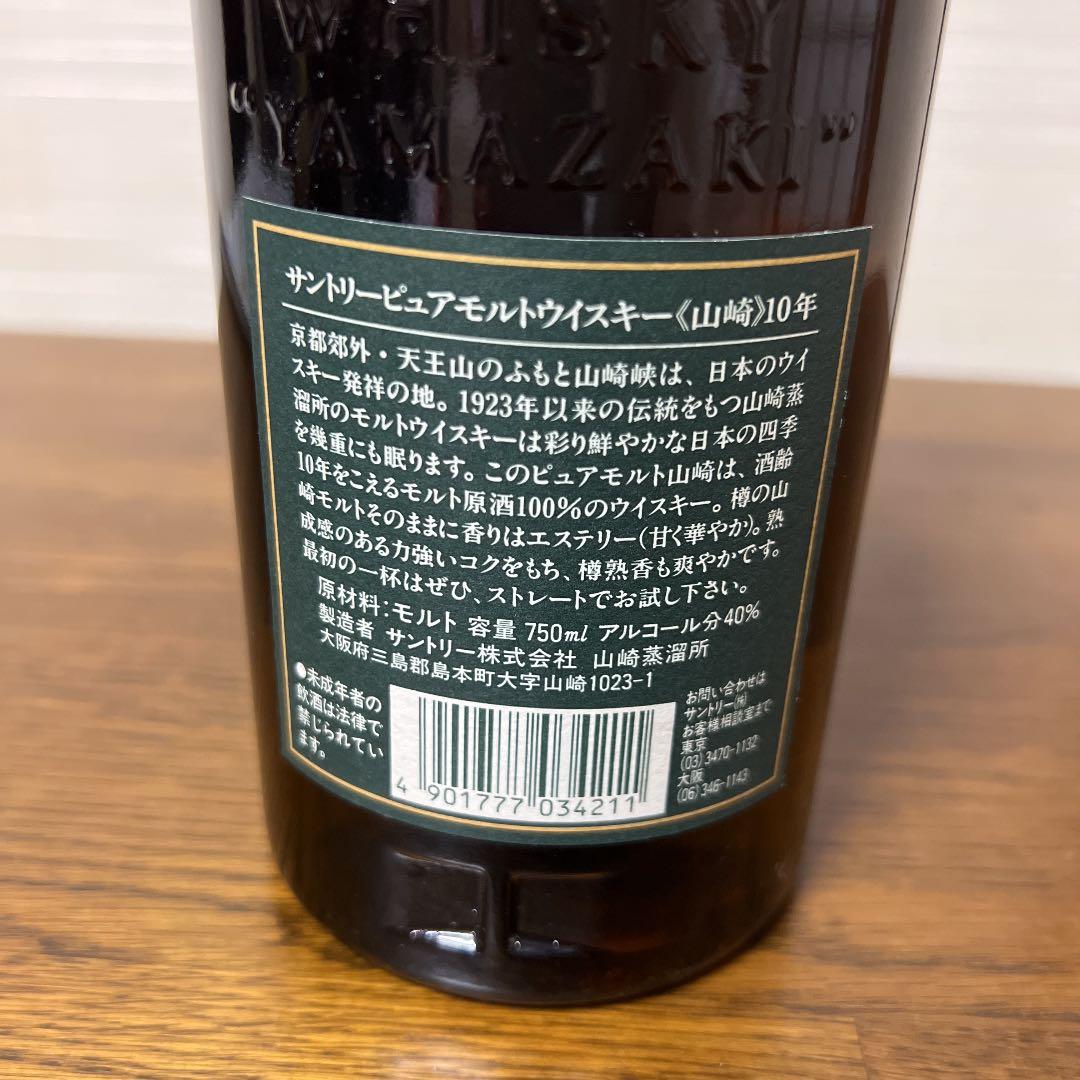 WHISKY
“YAMAZAKI”
サントリーピュアモルトウイスキー《山崎》10年
京都郊外・天王山のふもと山崎峡は、日本のウイ
スキー発祥の地。1923年以来の伝統をもつ山崎蒸
溜所のモルトウイスキーは彩り鮮やかな日本の四季
を幾重にも眠ります。このピュアモルト山崎は、酒齢
10年をこえるモルト原酒100%のウイスキー。樽の山
崎モルトそのままに香りはエステリー(甘く華やか)。熟
成感のある力強いコクをもち、樽熟香も爽やかです。
最初の一杯はぜひ、ストレートでお試し下さい。
原材料:モルト 容量 750ml アルコール分40%
製造者 サントリー株式会社 山崎蒸溜所
大阪府三島郡島本町大字山崎1023-1
●未成年者の
飲酒は法律で
禁じられてい
ます。
4 901777 034211
お問い合わせは
サントリー㈱
お客様相談室まで
東京
(03)3470-1132
大阪
(06)346-1143